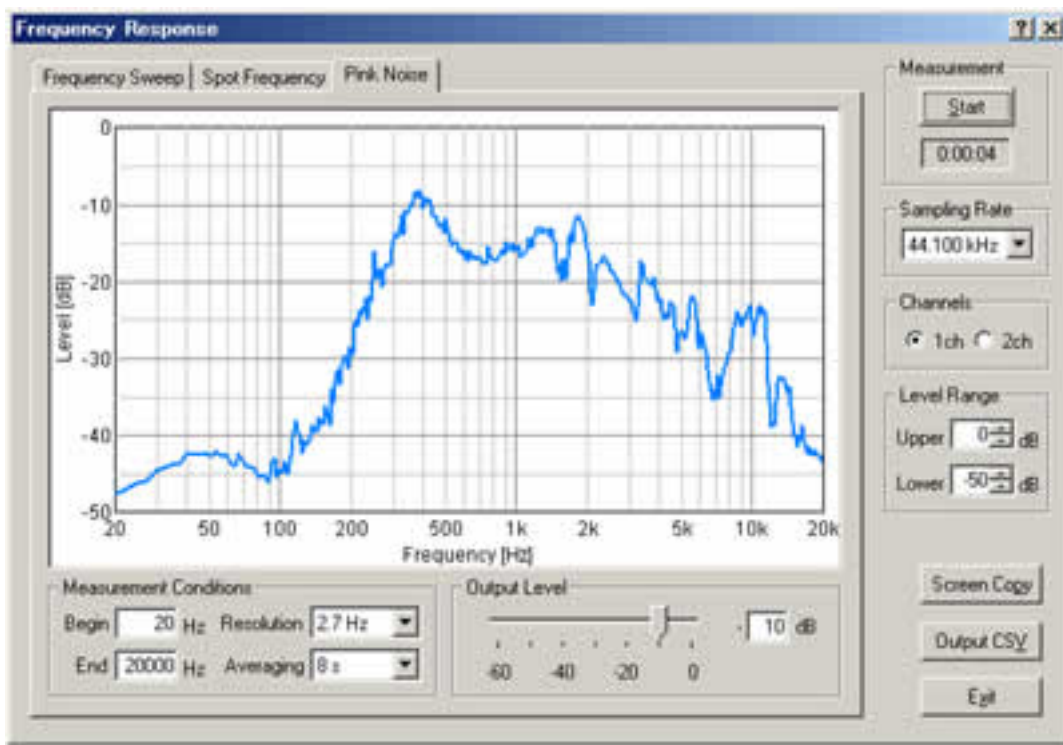 Frequency Response
Frequency Sweep Spot Frequency Pink Noise
0
-10
-20
-30
-40
-50
Level [dB]
20 50 100 200 500 1k 2k 5k 10k 20k
Frequency [Hz]
Measurement Conditions
Begin 20 Hz Resolution 2.7 Hz
End 20000 Hz Averaging 8 s
Output Level
- 10 dB
-60 -40 -20 0
Measurement
Start
0:00:04
Sampling Rate
44.100 kHz
Channels
1ch 2ch
Level Range
Upper 0 dB
Lower -50 dB
Screen Copy
Output CSV
Exit